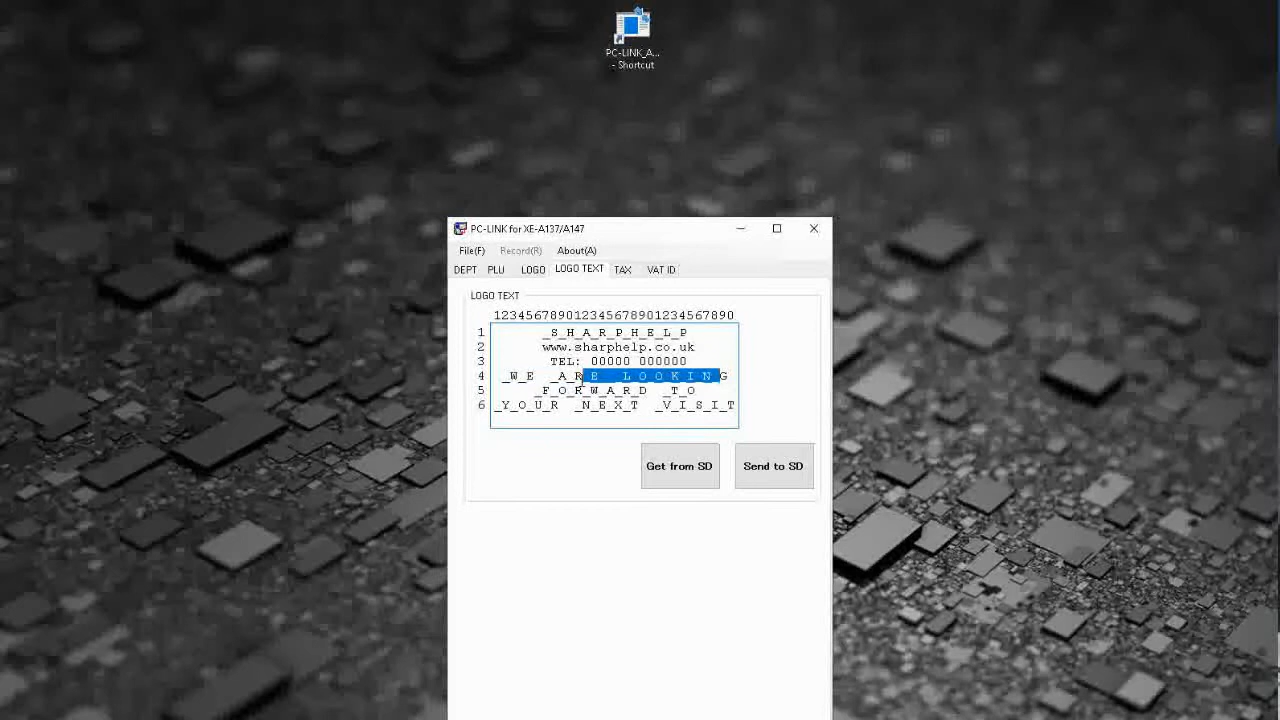 PC-LINK_A...
- Shortcut
PC-LINK for XE-A137/A147
File(F) Record(R) About(A)
DEPT PLU LOGO LOGO TEXT TAX VAT ID
LOGO TEXT
123456789012345678901234567890
1 _S_H_A_R_P_H_E_L_P
2 www.sharphelp.co.uk
3 TEL: 00000 000000
4 _W_E _A_R_E _L_O_O_K_I_N_G
5 _F_O_R_W_A_R_D _T_O
6 _Y_O_U_R _N_E_X_T _V_I_S_I_T
Get from SD Send to SD